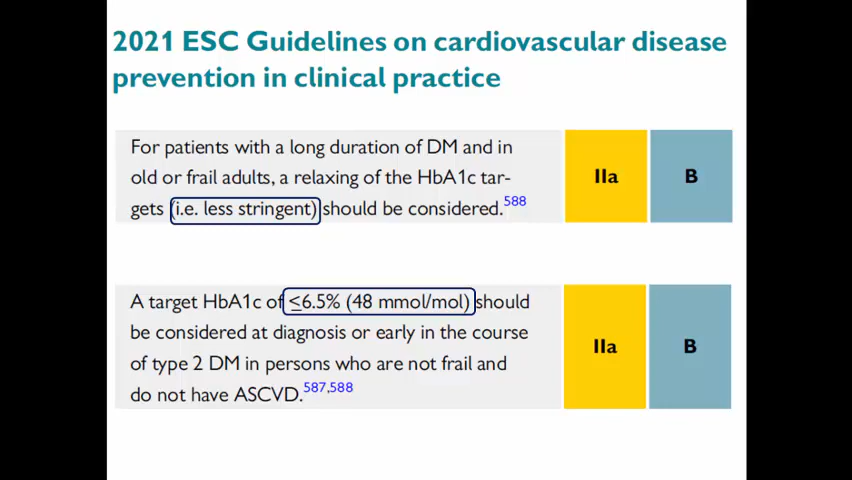 2021 ESC Guidelines on cardiovascular disease
prevention in clinical practice
For patients with a long duration of DM and in
old or frail adults, a relaxing of the HbA1c tar-
gets (i.e. less stringent) should be considered.588
IIa
B
A target HbA1c of ≤6.5% (48 mmol/mol) should
be considered at diagnosis or early in the course
of type 2 DM in persons who are not frail and
do not have ASCVD.587,588
IIa
B